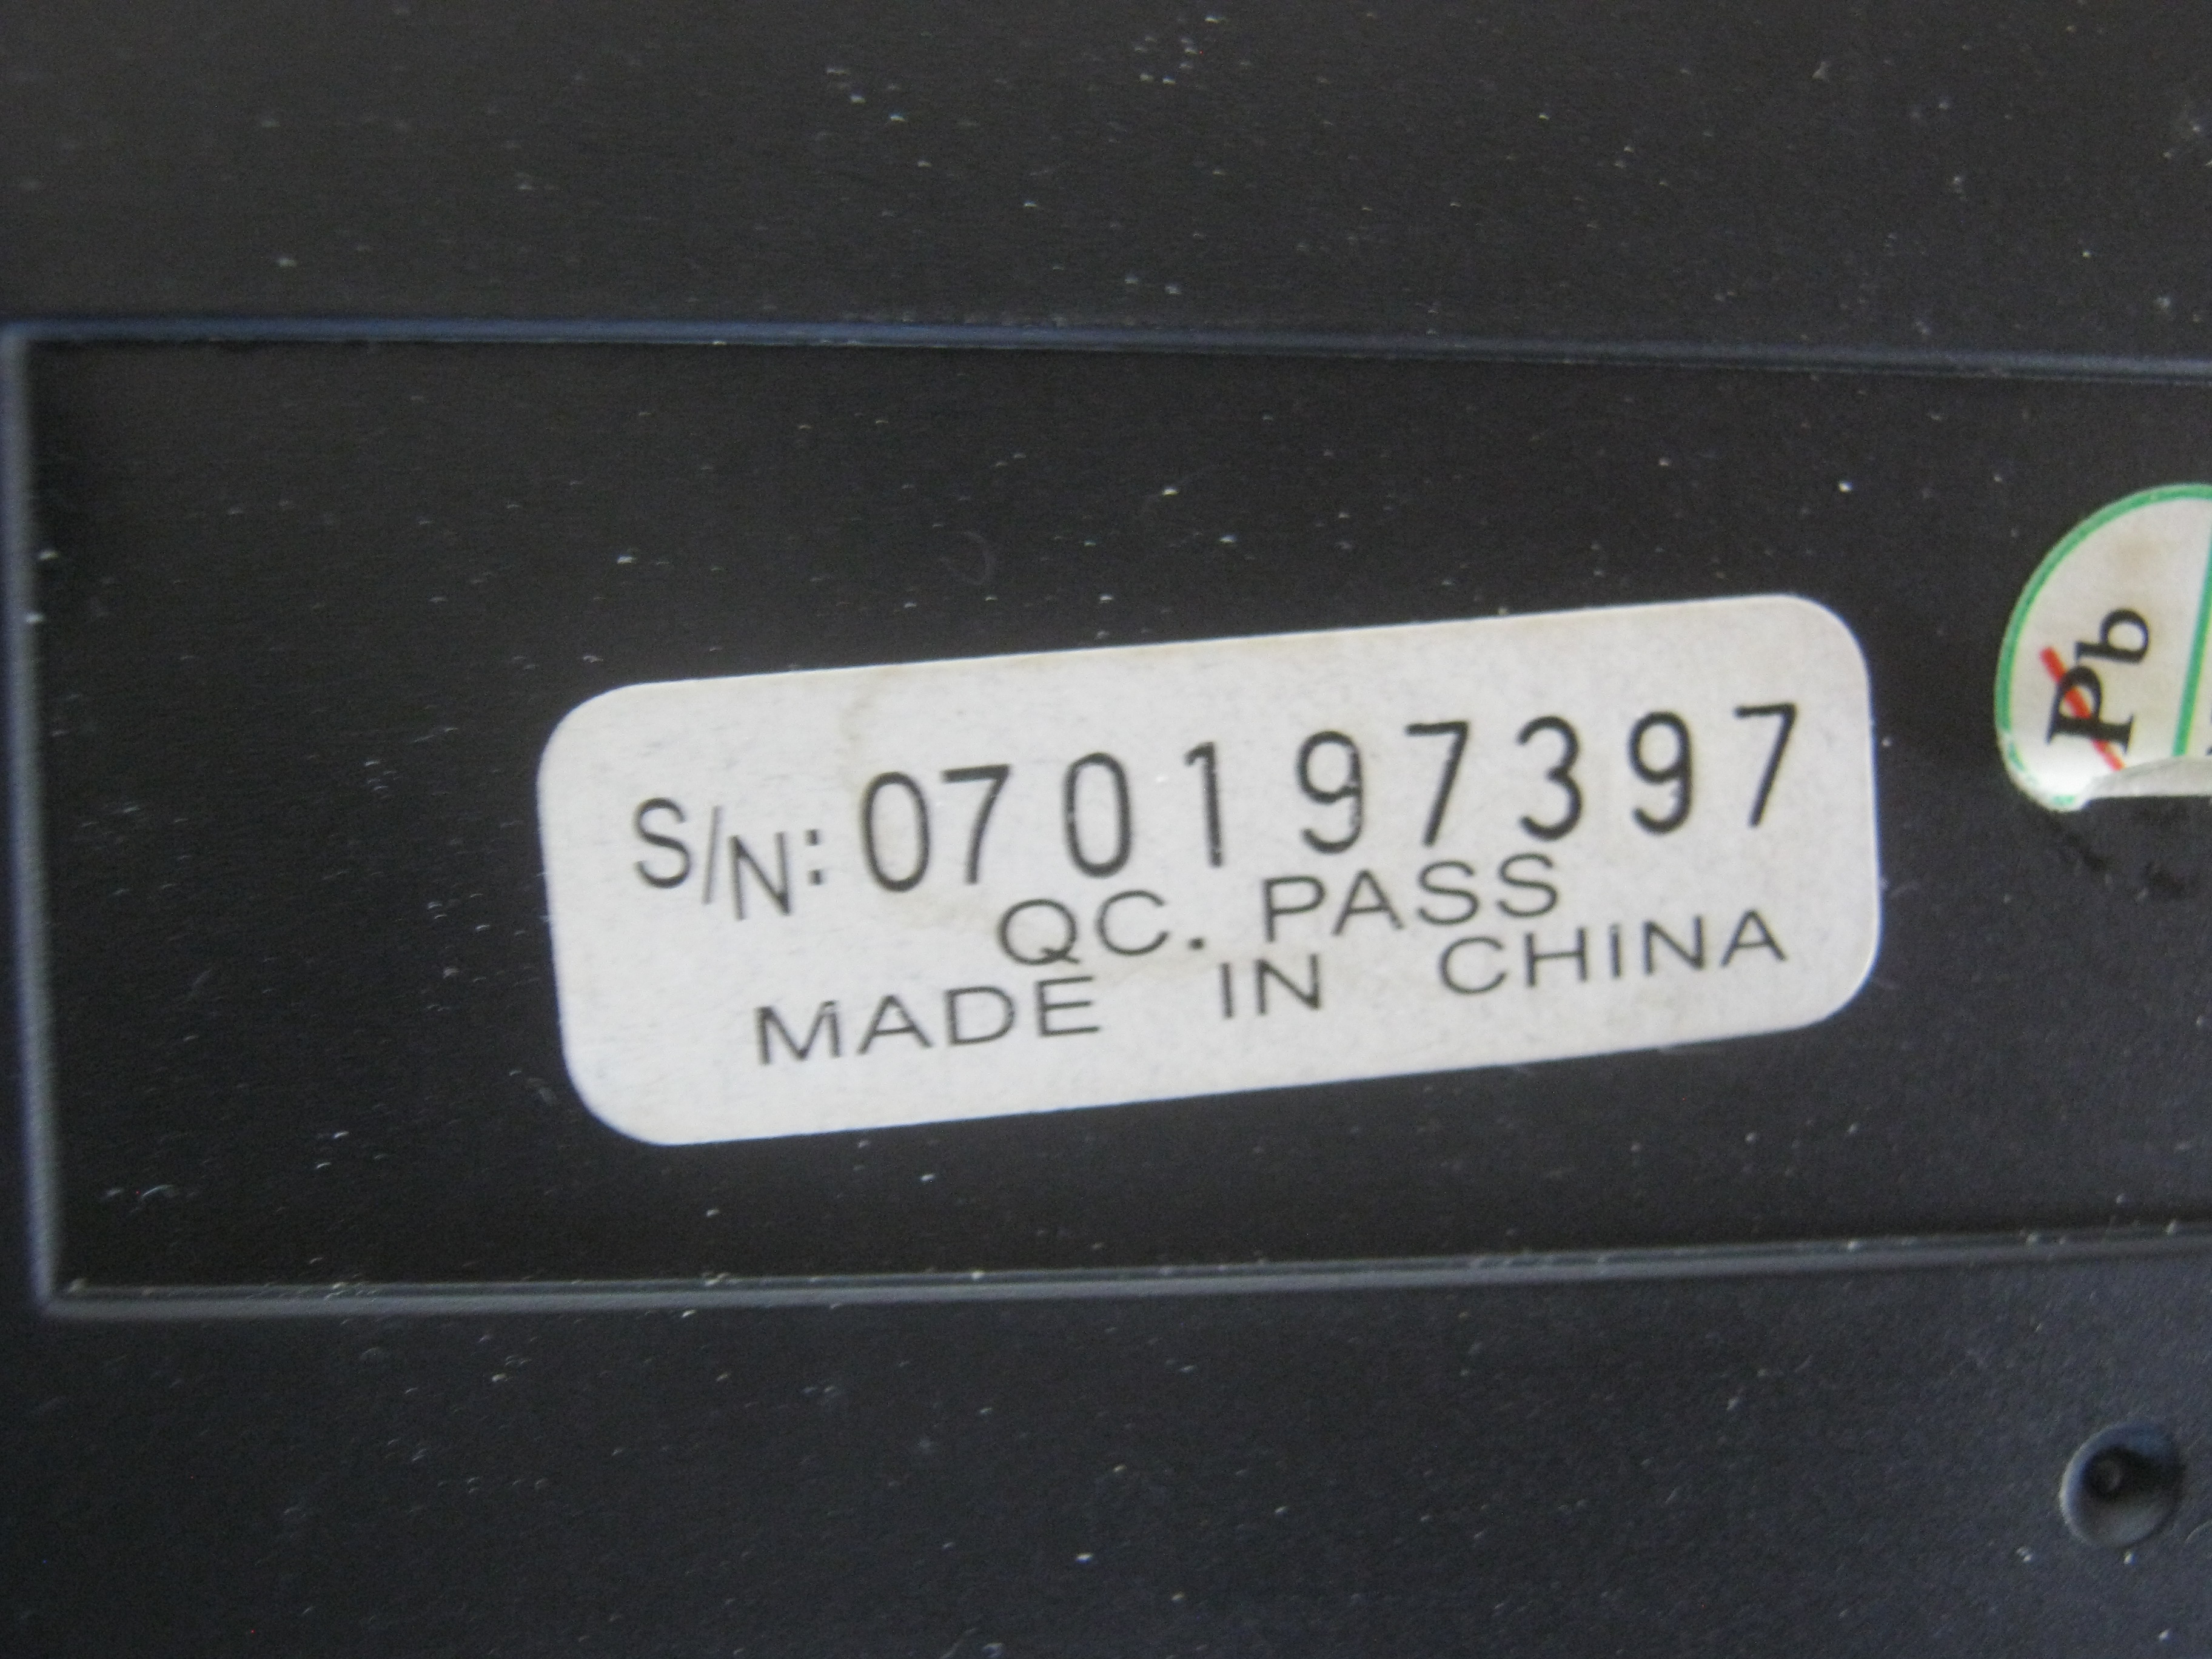 S/N: 070197397
QC. PASS
MADE IN CHINA
Pb